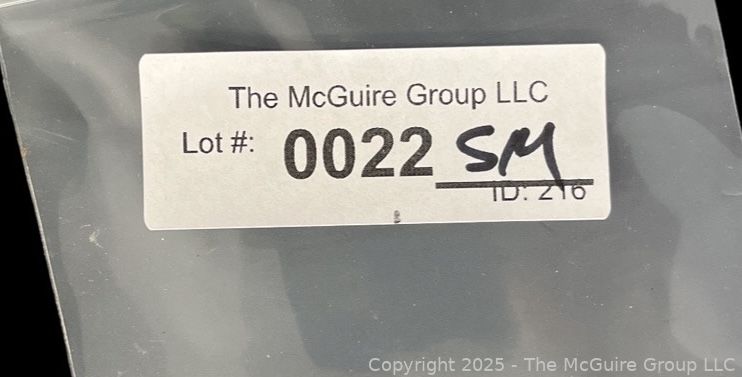 The McGuire Group LLC
Lot #: 0022 SM
ID: 216
Copyright 2025 - The McGuire Group LLC